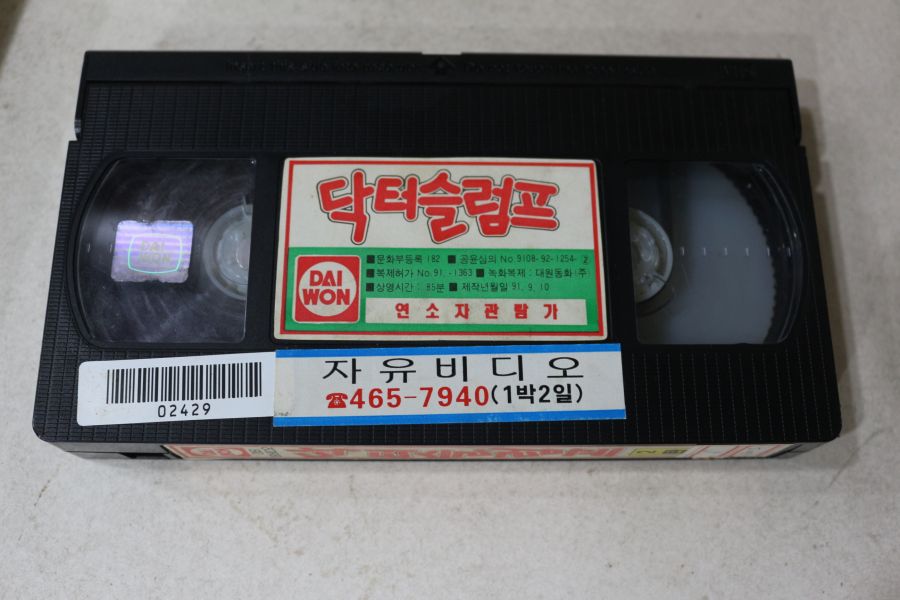 닥터슬럼프
DAI WON
■문화부등록 182 ■공윤심의 No.9108-92-1254- 2
■복제허가 No.91.-1363 ■녹화복제 : 대원동화(주)
■상영시간 : 85분 ■제작년월일 91. 9. 10
연소자관람가
DAI WON
자유비디오
☎465-7940(1박2일)
02429